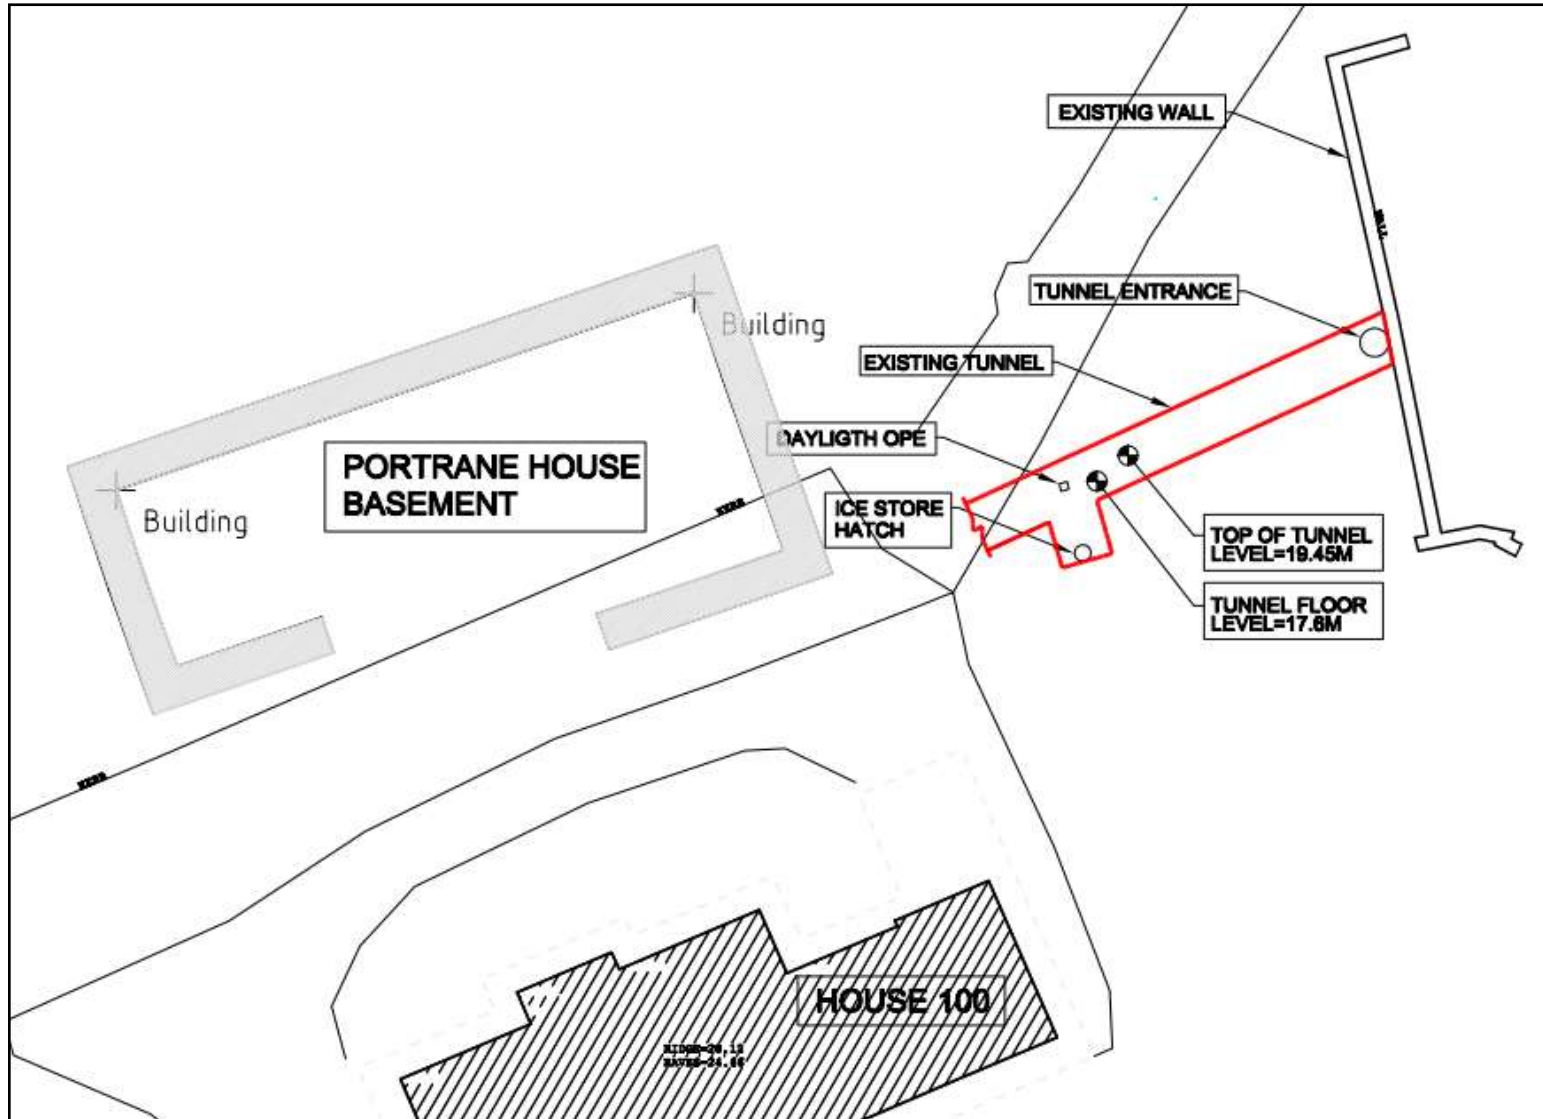 EXISTING WALL
WALL
TUNNEL ENTRANCE
Building
EXISTING TUNNEL
DAYLIGTH OPE
PORTRANE HOUSE
BASEMENT
Building
ICE STORE
HATCH
TOP OF TUNNEL
LEVEL=19.45M
TUNNEL FLOOR
LEVEL=17.6M
HOUSE 100